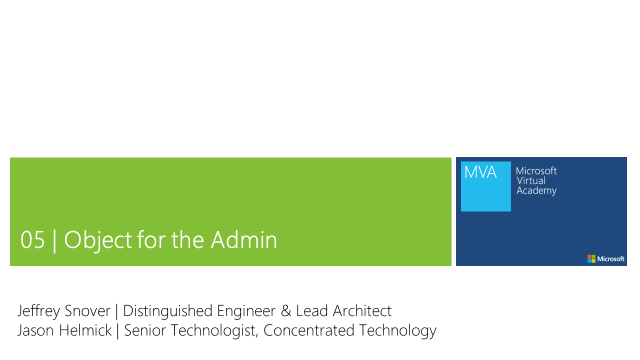 MVA
Microsoft
Virtual
Academy
05 | Object for the Admin
Microsoft
Jeffrey Snover | Distinguished Engineer & Lead Architect
Jason Helmick | Senior Technologist, Concentrated Technology